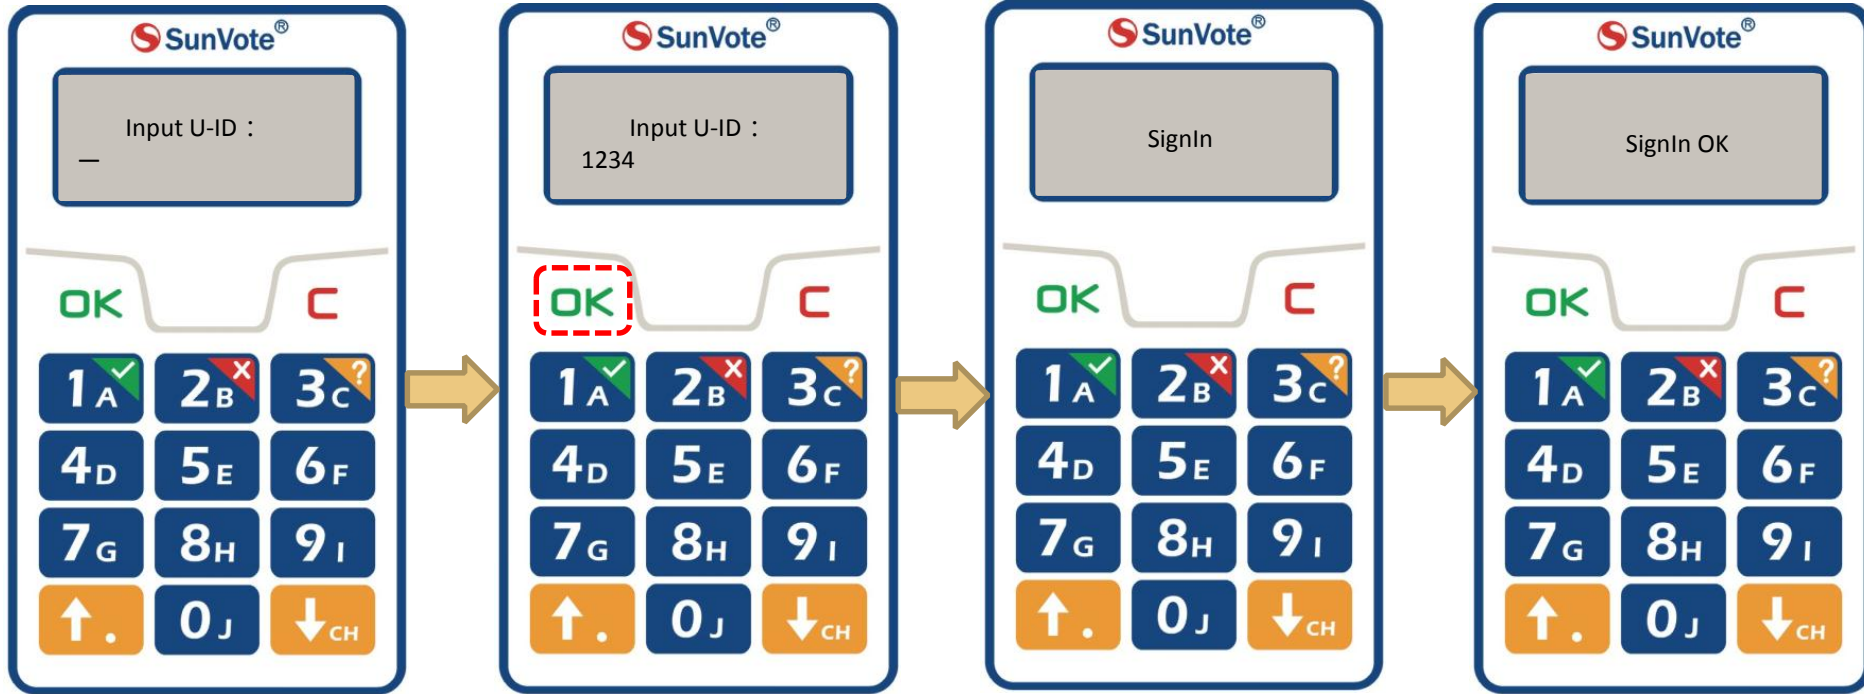 SunVote®
Input U-ID：
—
OK C
1A ✓ 2B × 3C ?
4D 5E 6F
7G 8H 9I
↑. 0J ↓CH
SunVote®
Input U-ID：
1234
OK C
1A ✓ 2B × 3C ?
4D 5E 6F
7G 8H 9I
↑. 0J ↓CH
SunVote®
SignIn
OK C
1A ✓ 2B × 3C ?
4D 5E 6F
7G 8H 9I
↑. 0J ↓CH
SunVote®
SignIn OK
OK C
1A ✓ 2B × 3C ?
4D 5E 6F
7G 8H 9I
↑. 0J ↓CH